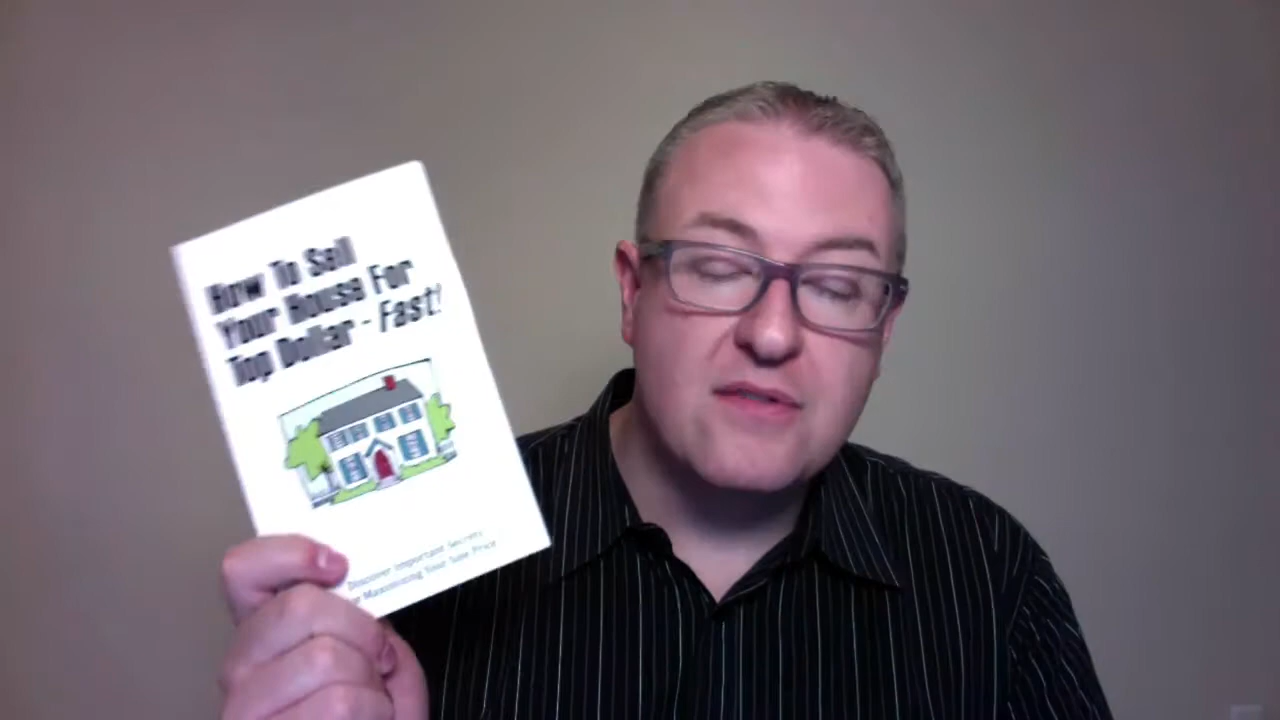 How To Sell
Your House For
Top Dollar - Fast!
Discover Important Secrets
Maximizing Your Sale Price